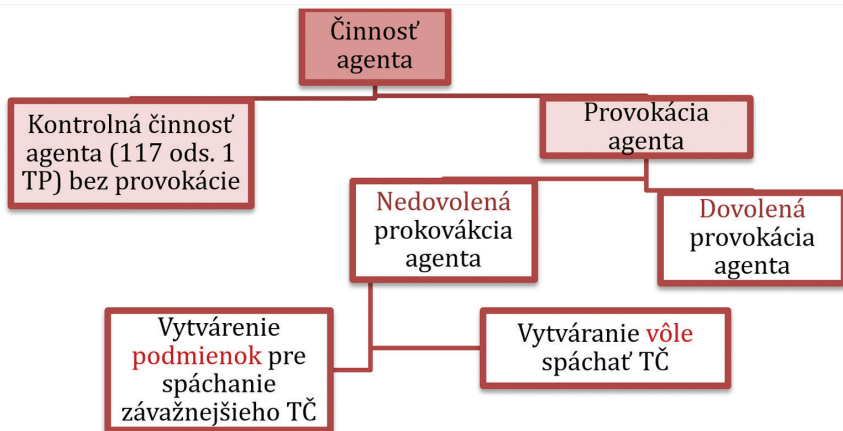 Činnosť
agenta
Kontrolná činnosť
agenta (117 ods. 1
TP) bez provokácie
Provokácia
agenta
Nedovolená
prokovákcia
agenta
Dovolená
provokácia
agenta
Vytvárenie
podmienok pre
spáchanie
závažnejšieho TČ
Vytváranie vôle
spáchať TČ